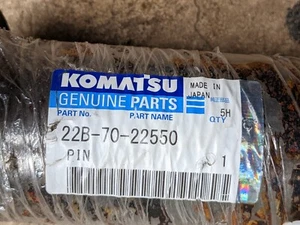 KOMATSU
MADE IN
JAPAN
GENUINE PARTS
PART No. PART NAME
5H
QTY
22B-70-22550
PIN 1